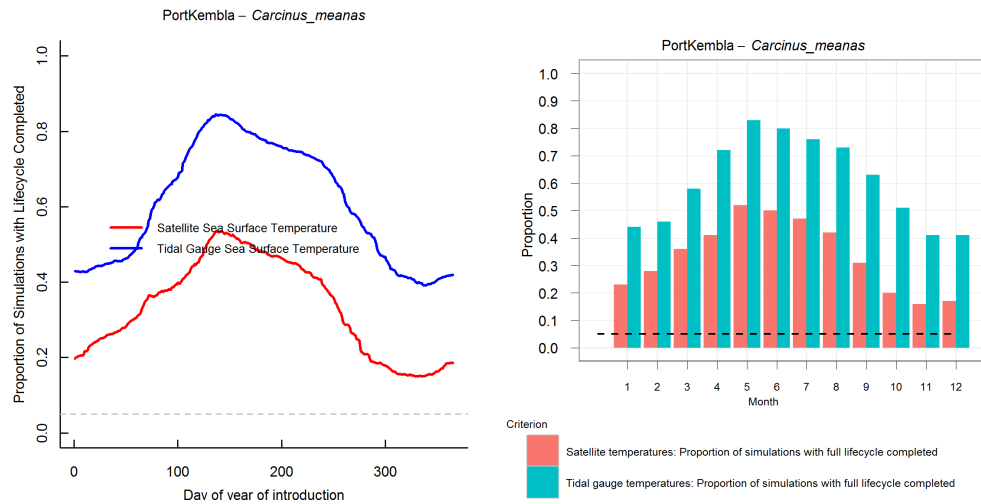 PortKembla – Carcinus_meanas
Proportion of Simulations with Lifecycle Completed
1.0
0.8
0.6
0.4
0.2
0.0
Satellite Sea Surface Temperature
Tidal Gauge Sea Surface Temperature
0 100 200 300
Day of year of introduction
PortKembla – Carcinus_meanas
Proportion
1.0
0.9
0.8
0.7
0.6
0.5
0.4
0.3
0.2
0.1
0.0
1 2 3 4 5 6 7 8 9 10 11 12
Month
Criterion
Satellite temperatures: Proportion of simulations with full lifecycle completed
Tidal gauge temperatures: Proportion of simulations with full lifecycle completed